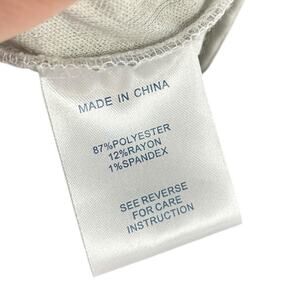 MADE IN CHINA
87%POLYESTER
12%RAYON
1%SPANDEX
SEE REVERSE
FOR CARE
INSTRUCTION